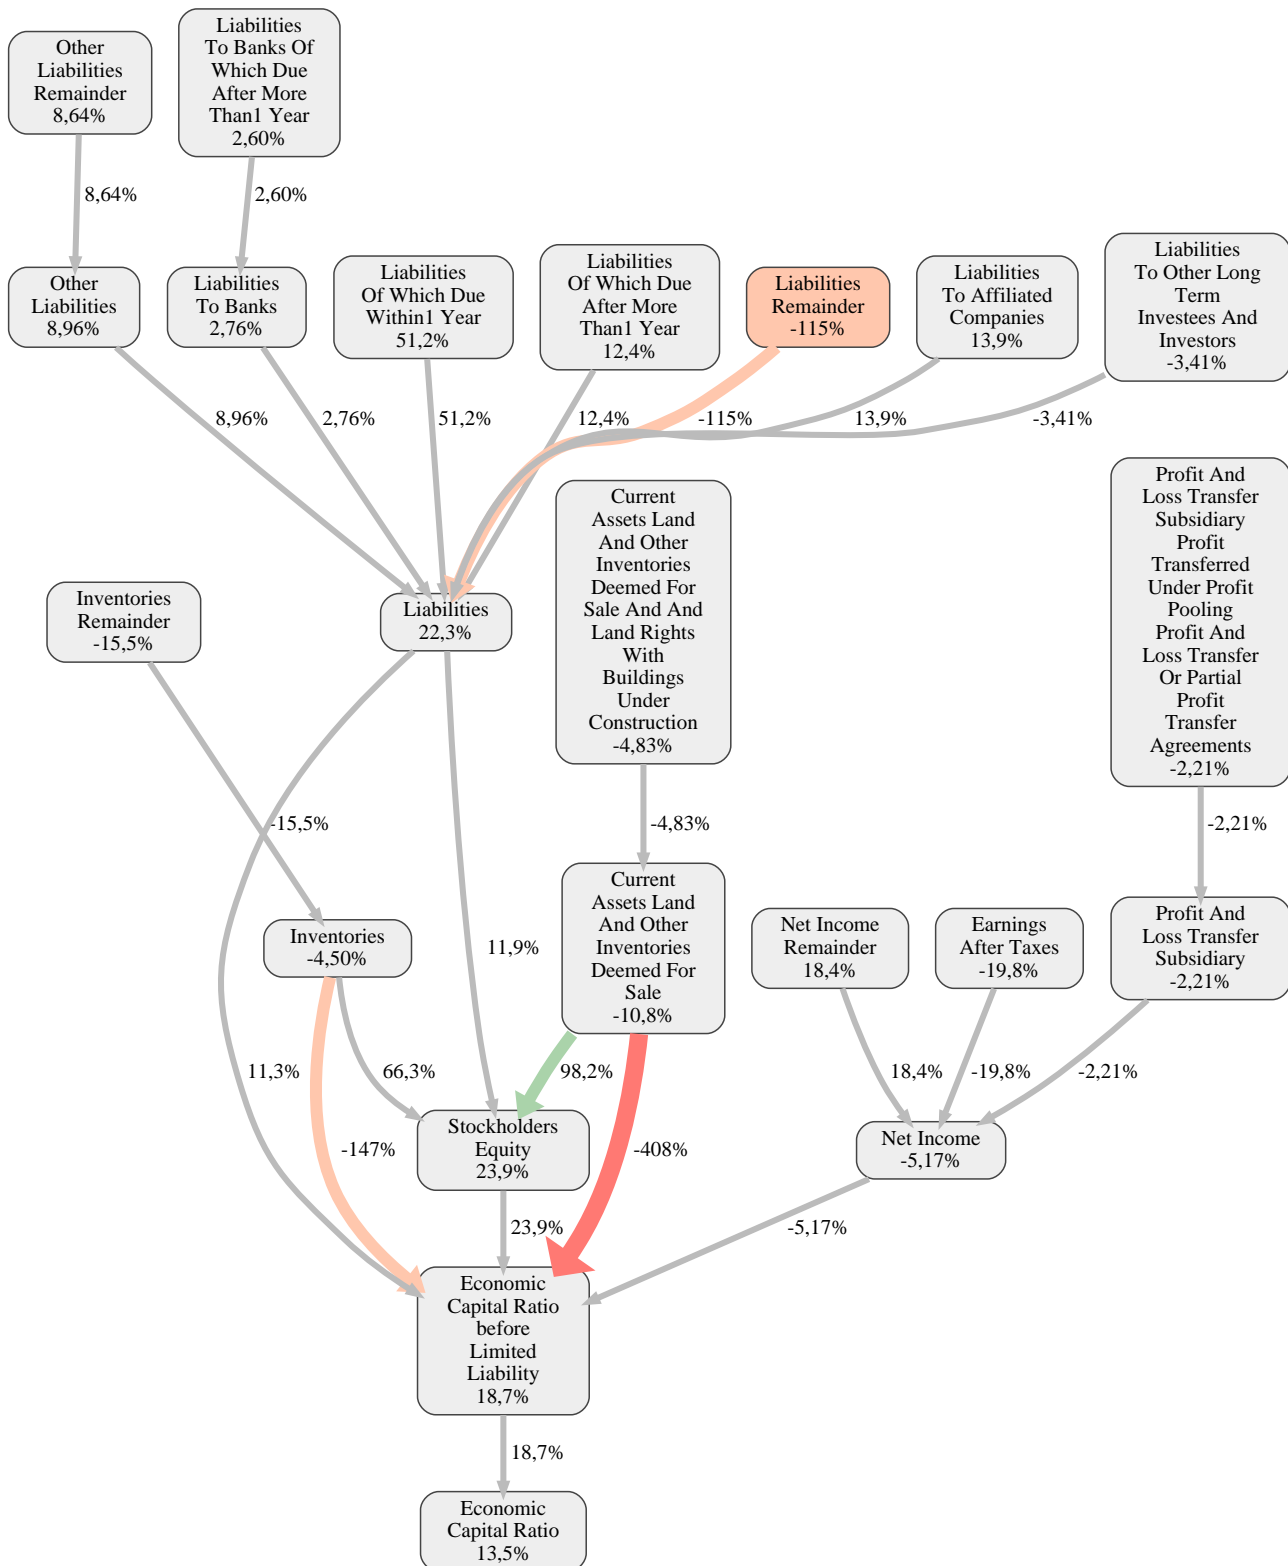 Other
Liabilities
Remainder
8,64%
Liabilities
To Banks Of
Which Due
After More
Than1 Year
2,60%
8,64%
2,60%
Other
Liabilities
8,96%
Liabilities
To Banks
2,76%
Liabilities
Of Which Due
Within1 Year
51,2%
Liabilities
Of Which Due
After More
Than1 Year
12,4%
Liabilities
Remainder
-115%
Liabilities
To Affiliated
Companies
13,9%
Liabilities
To Other Long
Term
Investees And
Investors
-3,41%
8,96%
2,76%
51,2%
12,4%
-115%
13,9%
-3,41%
Current
Assets Land
And Other
Inventories
Deemed For
Sale And And
Land Rights
With
Buildings
Under
Construction
-4,83%
Profit And
Loss Transfer
Subsidiary
Profit
Transferred
Under Profit
Pooling
Profit And
Loss Transfer
Or Partial
Profit
Transfer
Agreements
-2,21%
Inventories
Remainder
-15,5%
Liabilities
22,3%
-15,5%
-4,83%
-2,21%
Inventories
-4,50%
11,9%
Current
Assets Land
And Other
Inventories
Deemed For
Sale
-10,8%
Net Income
Remainder
18,4%
Earnings
After Taxes
-19,8%
Profit And
Loss Transfer
Subsidiary
-2,21%
11,3%
66,3%
98,2%
18,4%
-19,8%
-2,21%
-147%
Stockholders
Equity
23,9%
-408%
Net Income
-5,17%
23,9%
-5,17%
Economic
Capital Ratio
before
Limited
Liability
18,7%
18,7%
Economic
Capital Ratio
13,5%